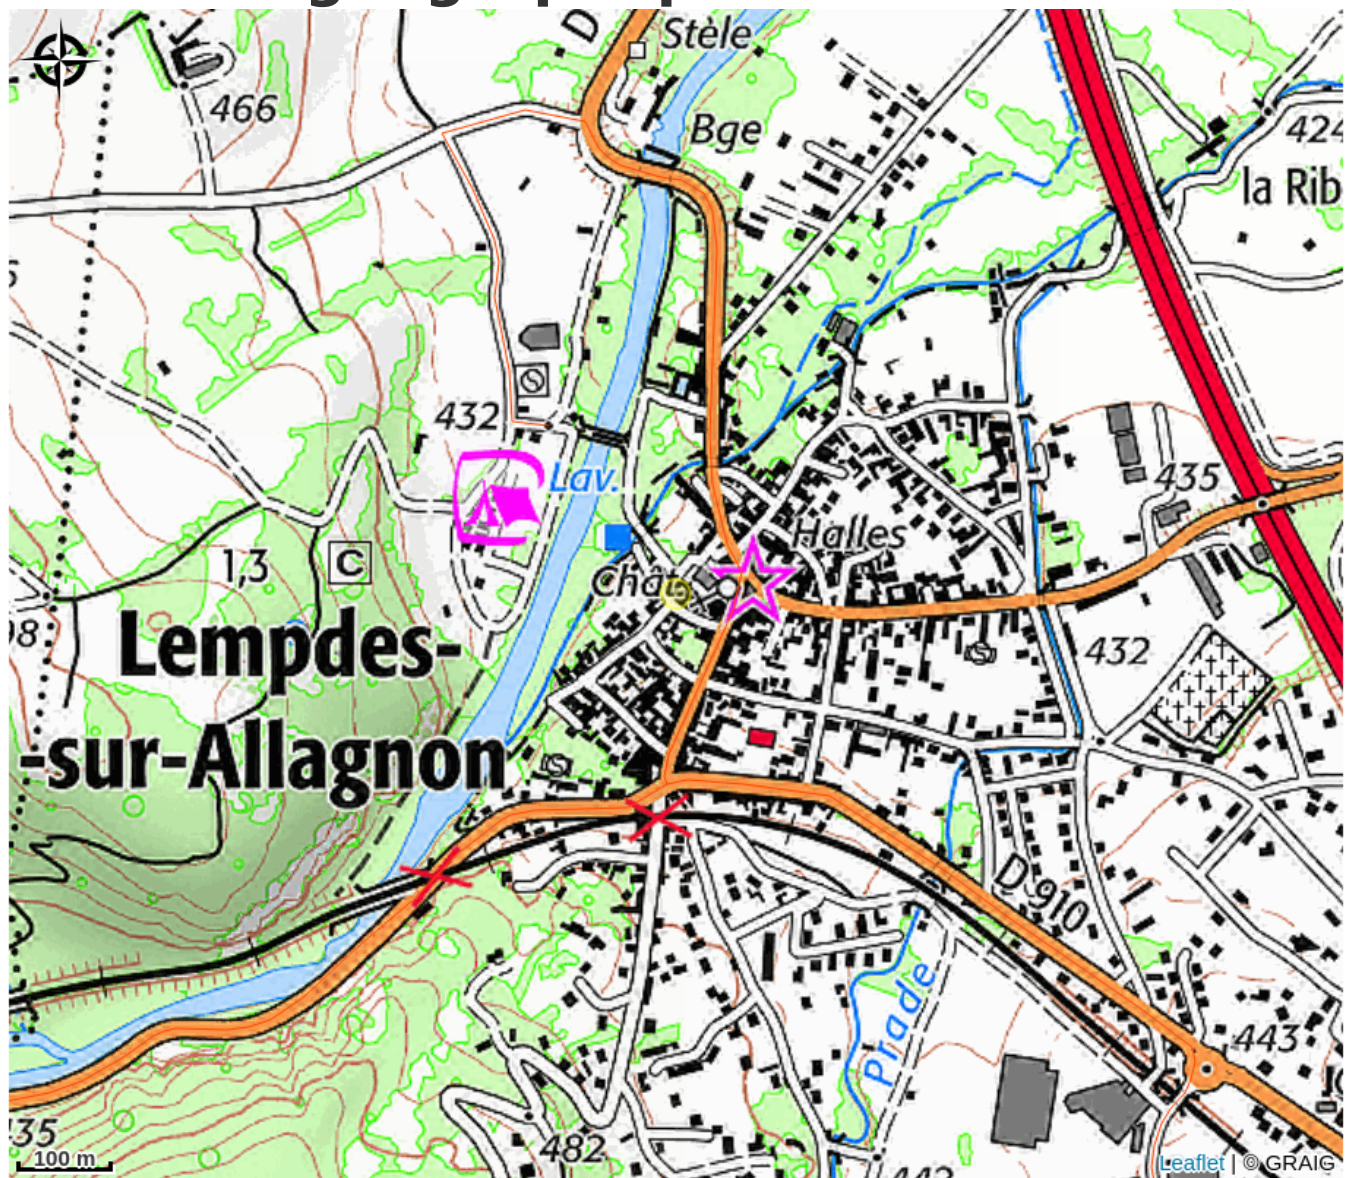 Stèle
466
Bge
424
la Rib
432
Lav.
435
Halles
1,3
C
Chât
Lempdes-
-sur-Allagnon
432
D 910
Prade
443
482
35
100 m
Leaflet | © GRAIG